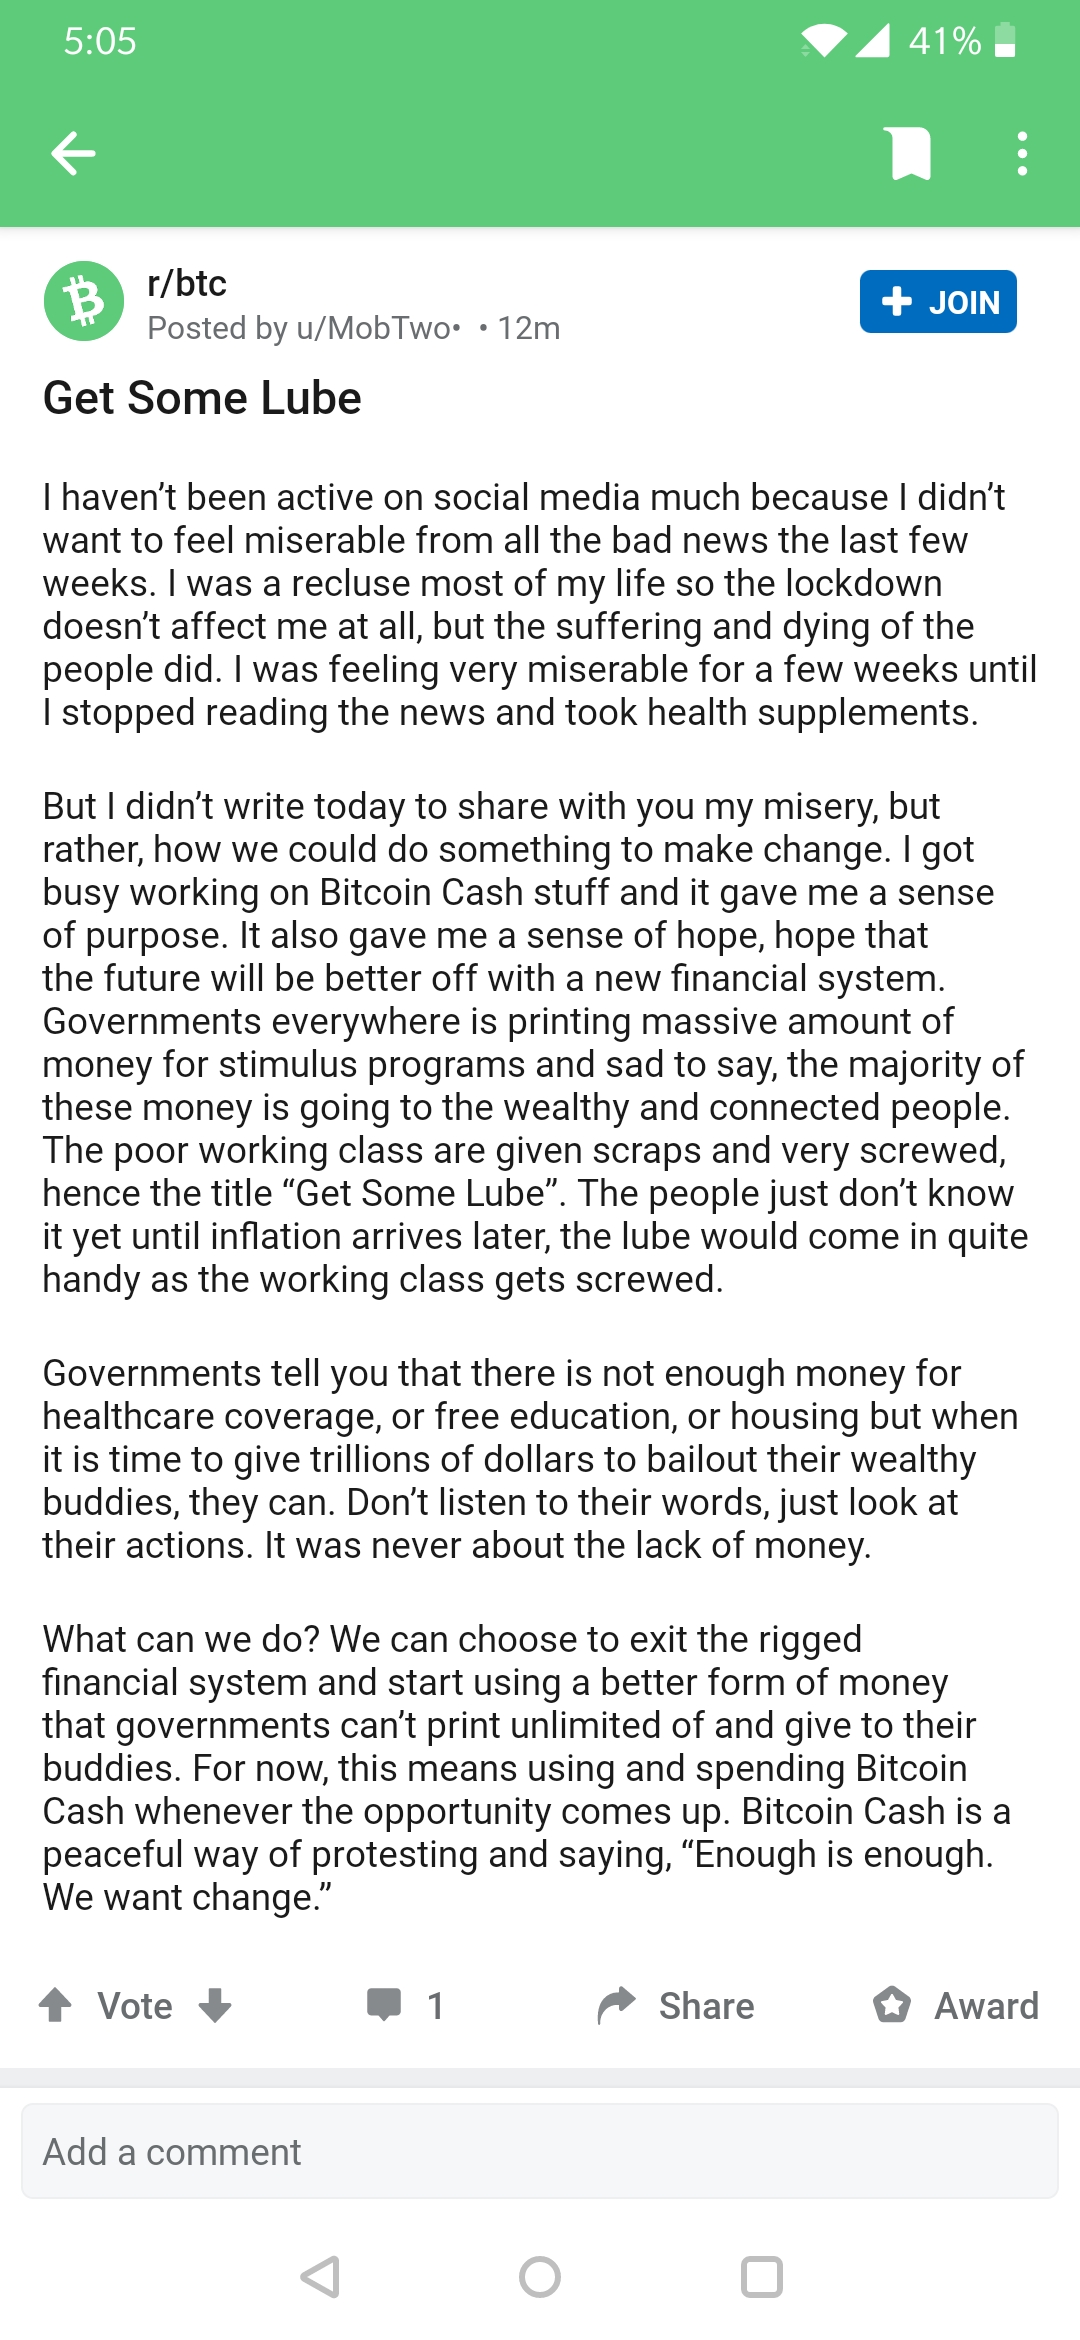 5:05
41%
r/btc
Posted by u/MobTwo• • 12m
JOIN
Get Some Lube
I haven’t been active on social media much because I didn’t
want to feel miserable from all the bad news the last few
weeks. I was a recluse most of my life so the lockdown
doesn’t affect me at all, but the suffering and dying of the
people did. I was feeling very miserable for a few weeks until
I stopped reading the news and took health supplements.
But I didn’t write today to share with you my misery, but
rather, how we could do something to make change. I got
busy working on Bitcoin Cash stuff and it gave me a sense
of purpose. It also gave me a sense of hope, hope that
the future will be better off with a new financial system.
Governments everywhere is printing massive amount of
money for stimulus programs and sad to say, the majority of
these money is going to the wealthy and connected people.
The poor working class are given scraps and very screwed,
hence the title “Get Some Lube”. The people just don’t know
it yet until inflation arrives later, the lube would come in quite
handy as the working class gets screwed.
Governments tell you that there is not enough money for
healthcare coverage, or free education, or housing but when
it is time to give trillions of dollars to bailout their wealthy
buddies, they can. Don’t listen to their words, just look at
their actions. It was never about the lack of money.
What can we do? We can choose to exit the rigged
financial system and start using a better form of money
that governments can’t print unlimited of and give to their
buddies. For now, this means using and spending Bitcoin
Cash whenever the opportunity comes up. Bitcoin Cash is a
peaceful way of protesting and saying, “Enough is enough.
We want change.”
Vote 1 Share Award
Add a comment